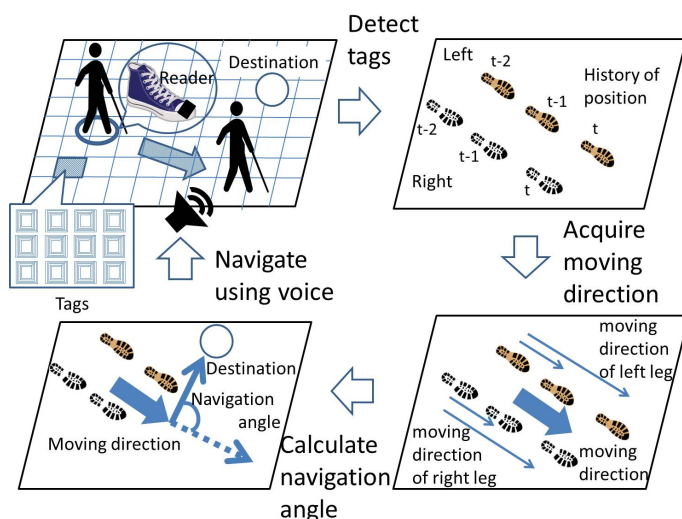 Detect
tags
Reader
Destination
Left
t-2
t-1
t
History of
position
t-2
t-1
t
Right
Tags
Navigate
using voice
Acquire
moving
direction
moving
direction
of left leg
moving
direction
of right leg
moving
direction
Calculate
navigation
angle
Destination
Navigation
angle
Moving direction